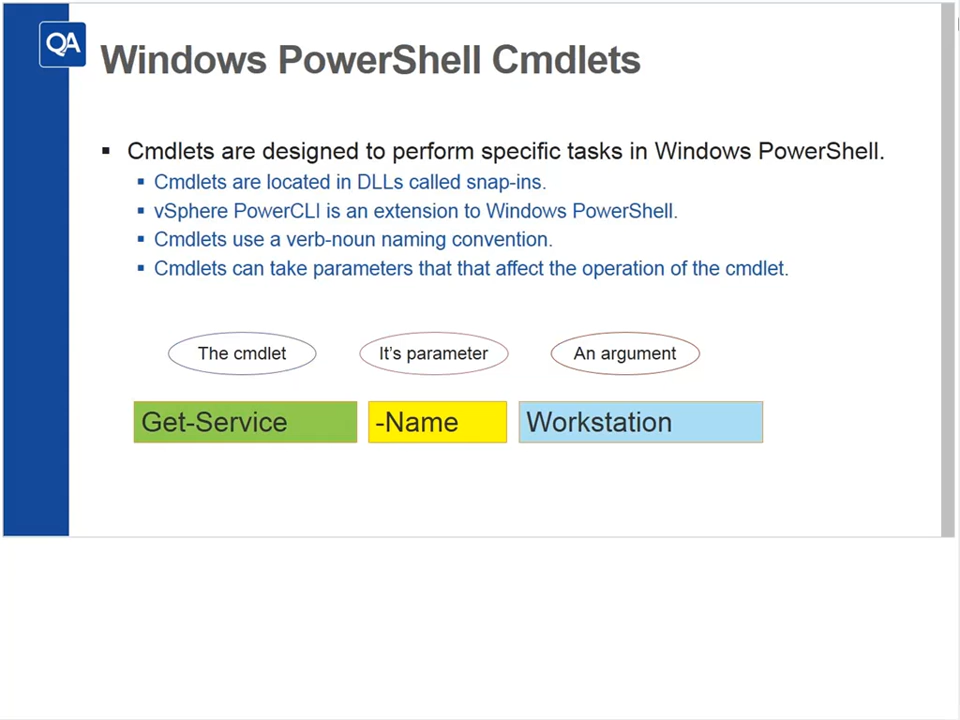 QA
Windows PowerShell Cmdlets
▪ Cmdlets are designed to perform specific tasks in Windows PowerShell.
▪ Cmdlets are located in DLLs called snap-ins.
▪ vSphere PowerCLI is an extension to Windows PowerShell.
▪ Cmdlets use a verb-noun naming convention.
▪ Cmdlets can take parameters that that affect the operation of the cmdlet.
The cmdlet It's parameter An argument
Get-Service -Name Workstation